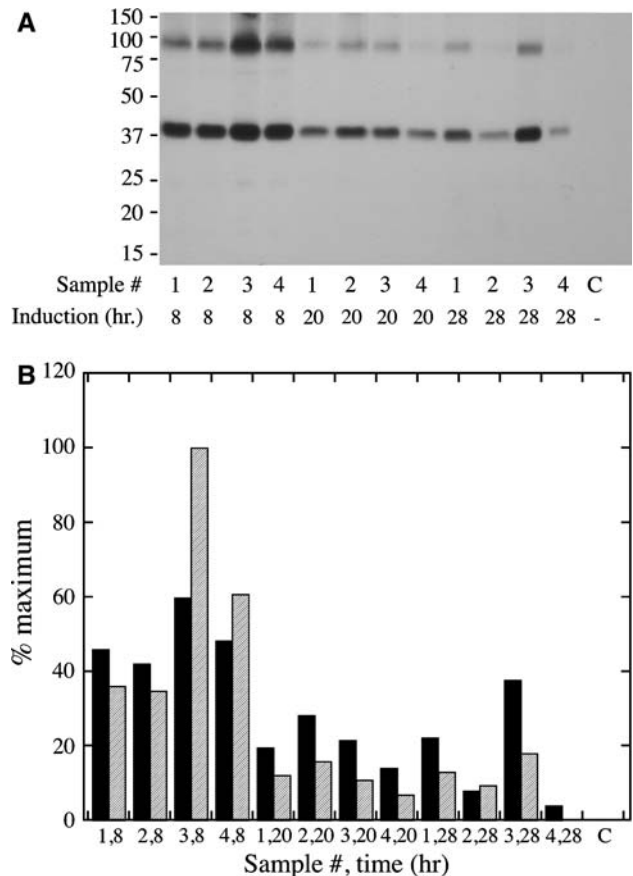 A
150 -
100 -
75 -
50 -
37 -
25 -
20 -
15 -
Sample # 1 2 3 4 1 2 3 4 1 2 3 4 C
Induction (hr.) 8 8 8 8 20 20 20 20 28 28 28 28 -
B
120
100
80
60
40
20
0
% maximum
1,8 2,8 3,8 4,8 1,20 2,20 3,20 4,20 1,28 2,28 3,28 4,28 C
Sample #, time (hr)